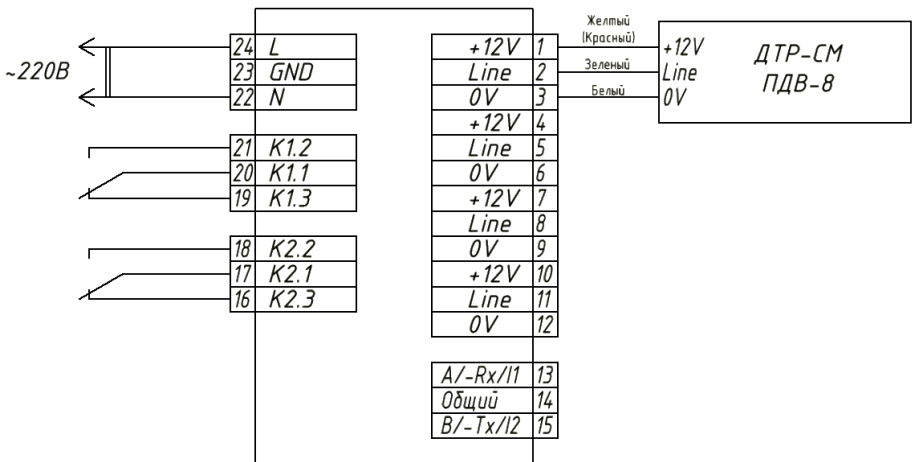 ~220В
24 L
23 GND
22 N
21 K1.2
20 K1.1
19 K1.3
18 K2.2
17 K2.1
16 K2.3
+12V 1
Line 2
0V 3
+12V 4
Line 5
0V 6
+12V 7
Line 8
0V 9
+12V 10
Line 11
0V 12
A/-Rx/I1 13
Общий 14
B/-Tx/I2 15
Желтый
(Красный)
Зеленый
Белый
+12V
Line
0V
ДТР-СМ
ПДВ-8